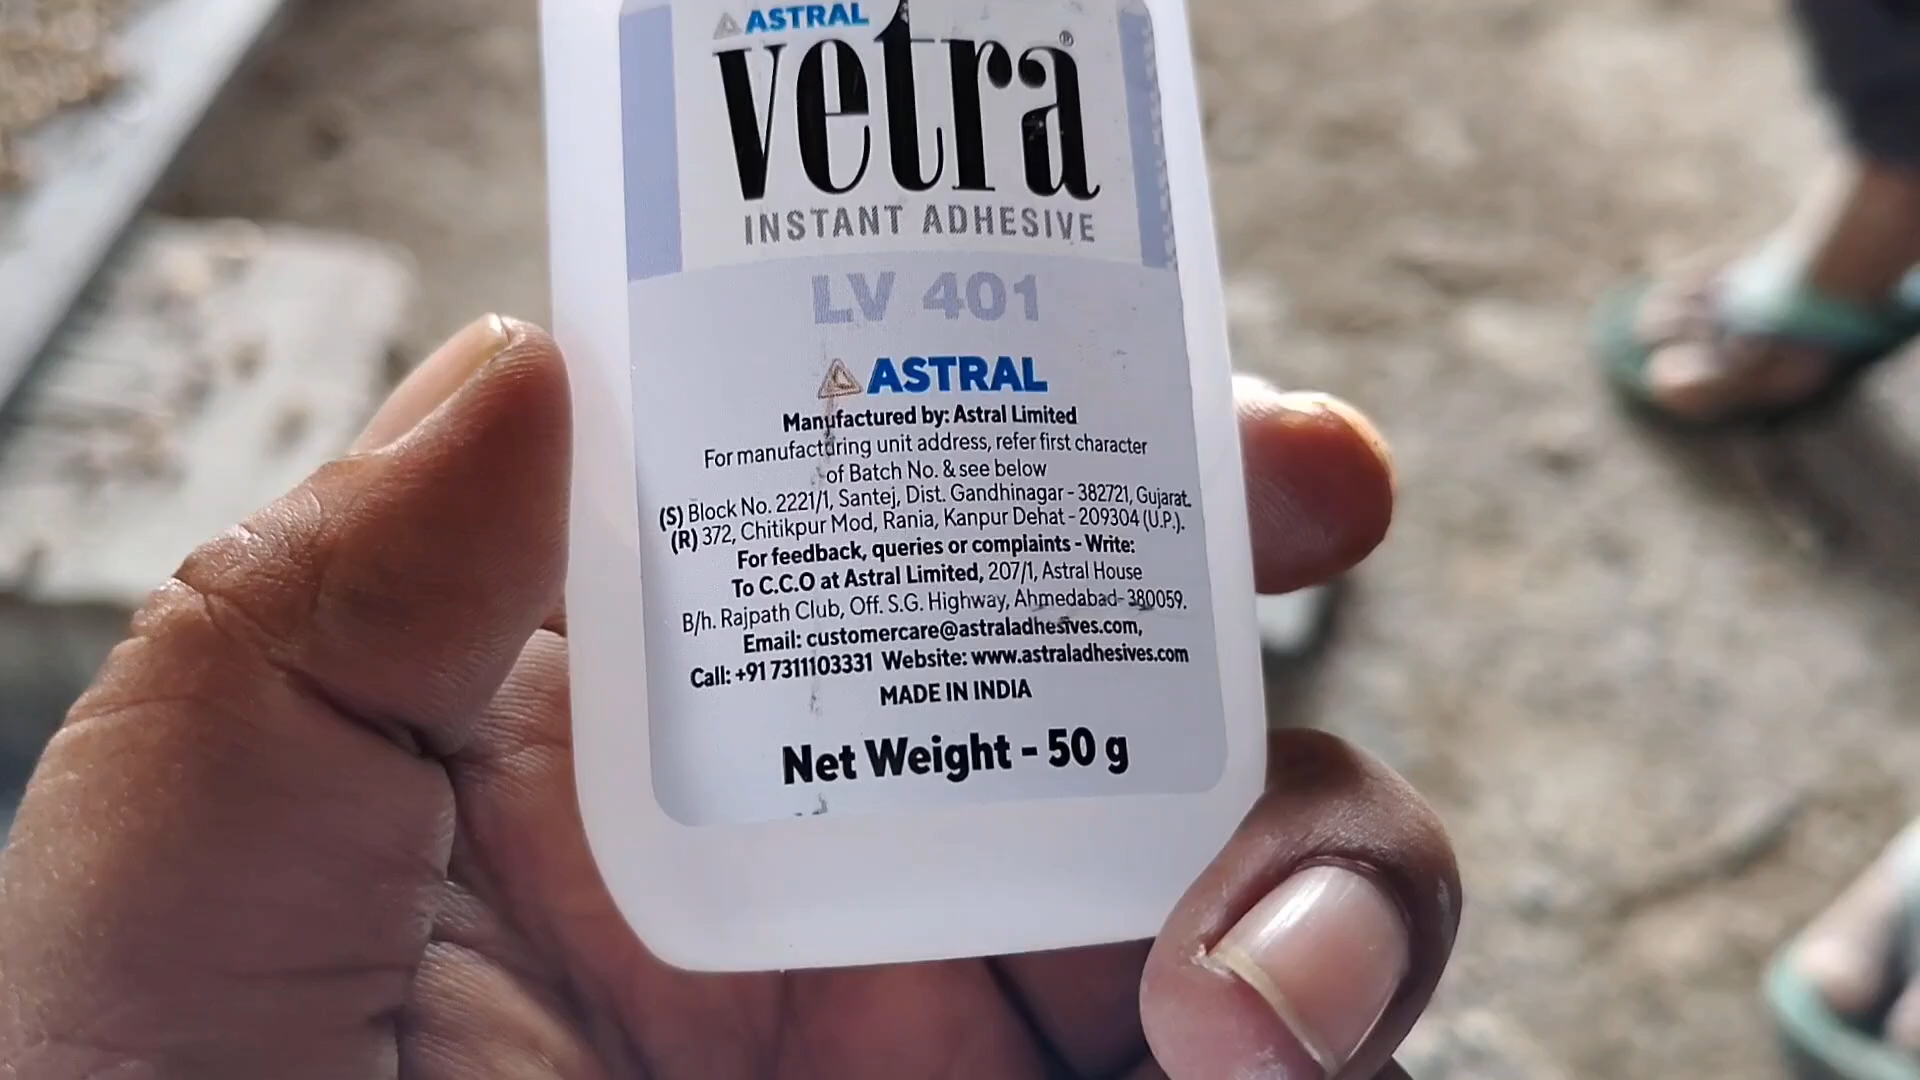 ASTRAL
vetra®
INSTANT ADHESIVE
LV 401
ASTRAL
Manufactured by: Astral Limited
For manufacturing unit address, refer first character
of Batch No. & see below
(S) Block No. 2221/1, Santej, Dist. Gandhinagar - 382721, Gujarat.
(R) 372, Chitikpur Mod, Rania, Kanpur Dehat - 209304 (U.P.).
For feedback, queries or complaints - Write:
To C.C.O at Astral Limited, 207/1, Astral House
B/h. Rajpath Club, Off. S.G. Highway, Ahmedabad- 380059.
Email: customercare@astraladhesives.com,
Call: +91 7311103331 Website: www.astraladhesives.com
MADE IN INDIA
Net Weight - 50 g